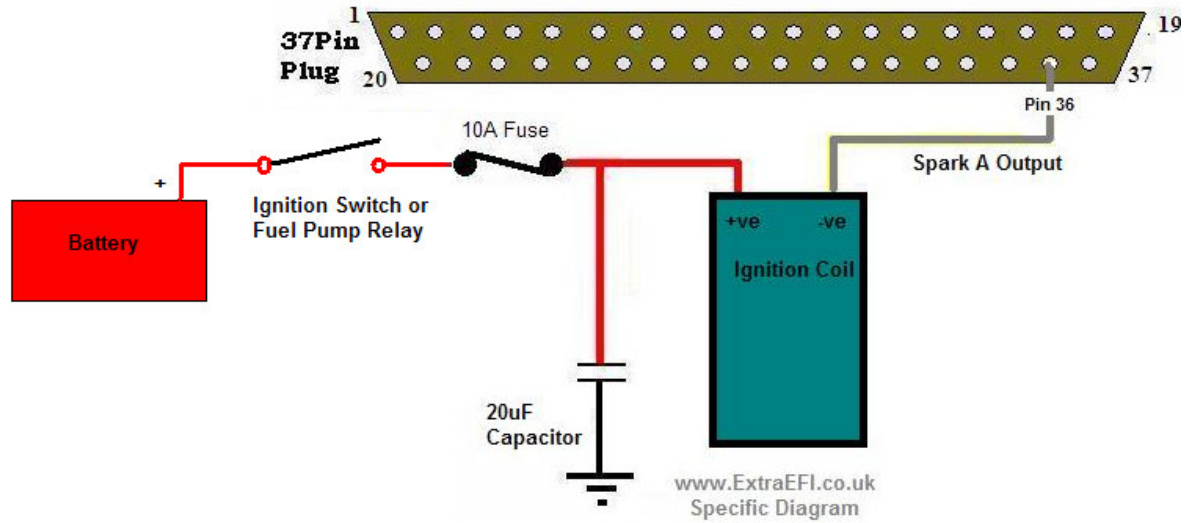 1
19
37Pin
Plug
20
37
Pin 36
10A Fuse
Spark A Output
+
Ignition Switch or
Fuel Pump Relay
Battery
+ve
-ve
Ignition Coil
20uF
Capacitor
www.ExtraEFI.co.uk
Specific Diagram